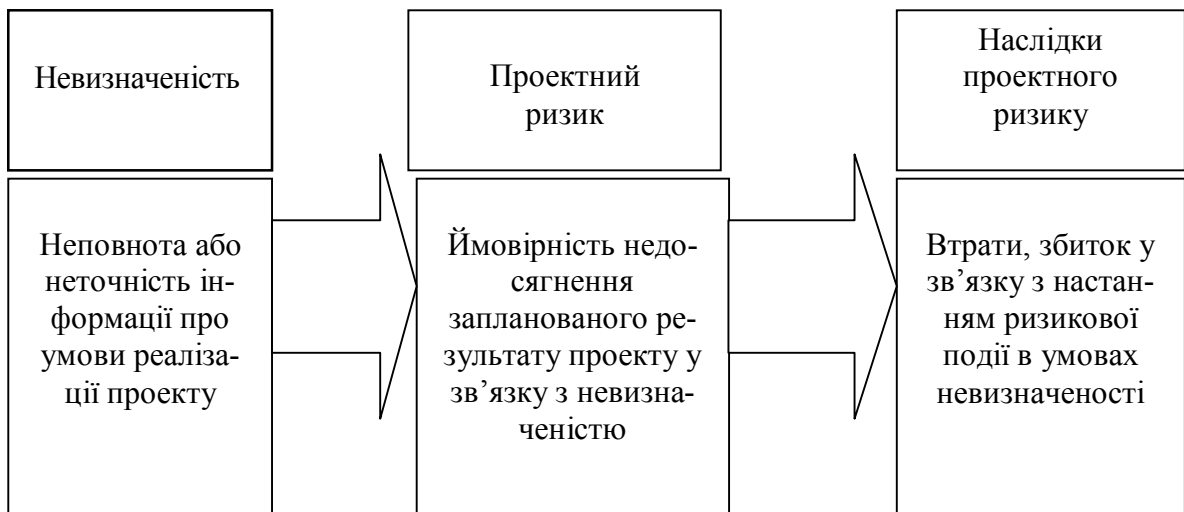 Невизначеність
Проектний
ризик
Наслідки
проектного
ризику
Неповнота або
неточність ін-
формації про
умови реаліза-
ції проекту
Ймовірність недо-
сягнення
запланованого ре-
зультату проекту у
зв’язку з невизна-
ченістю
Втрати, збиток у
зв’язку з настан-
ням ризикової
події в умовах
невизначеності